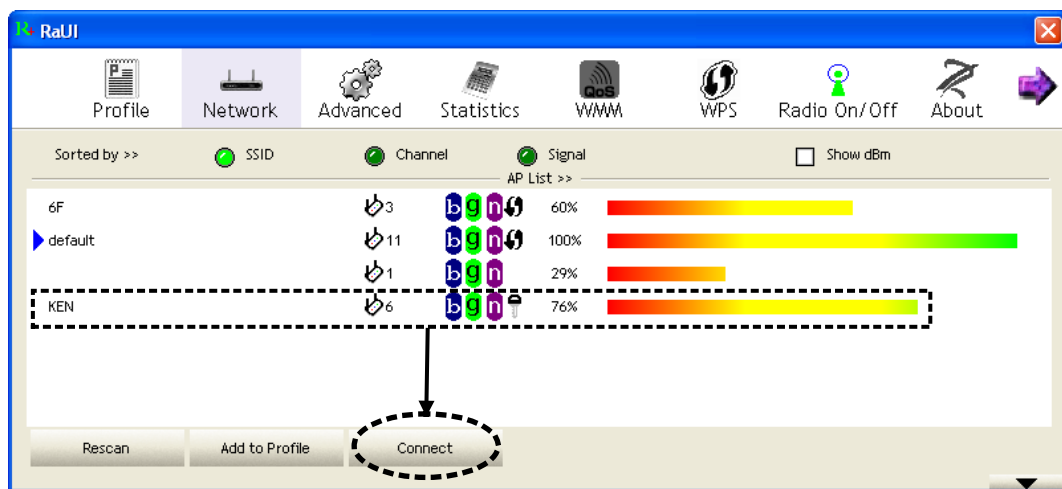 RaUI
Profile Network Advanced Statistics QoS WMM WPS Radio On/Off About
Sorted by >> SSID Channel Signal Show dBm
AP List >>
6F 3 b g n 60%
default 11 b g n 100%
1 b g n 29%
KEN 6 b g n 76%
Rescan Add to Profile Connect